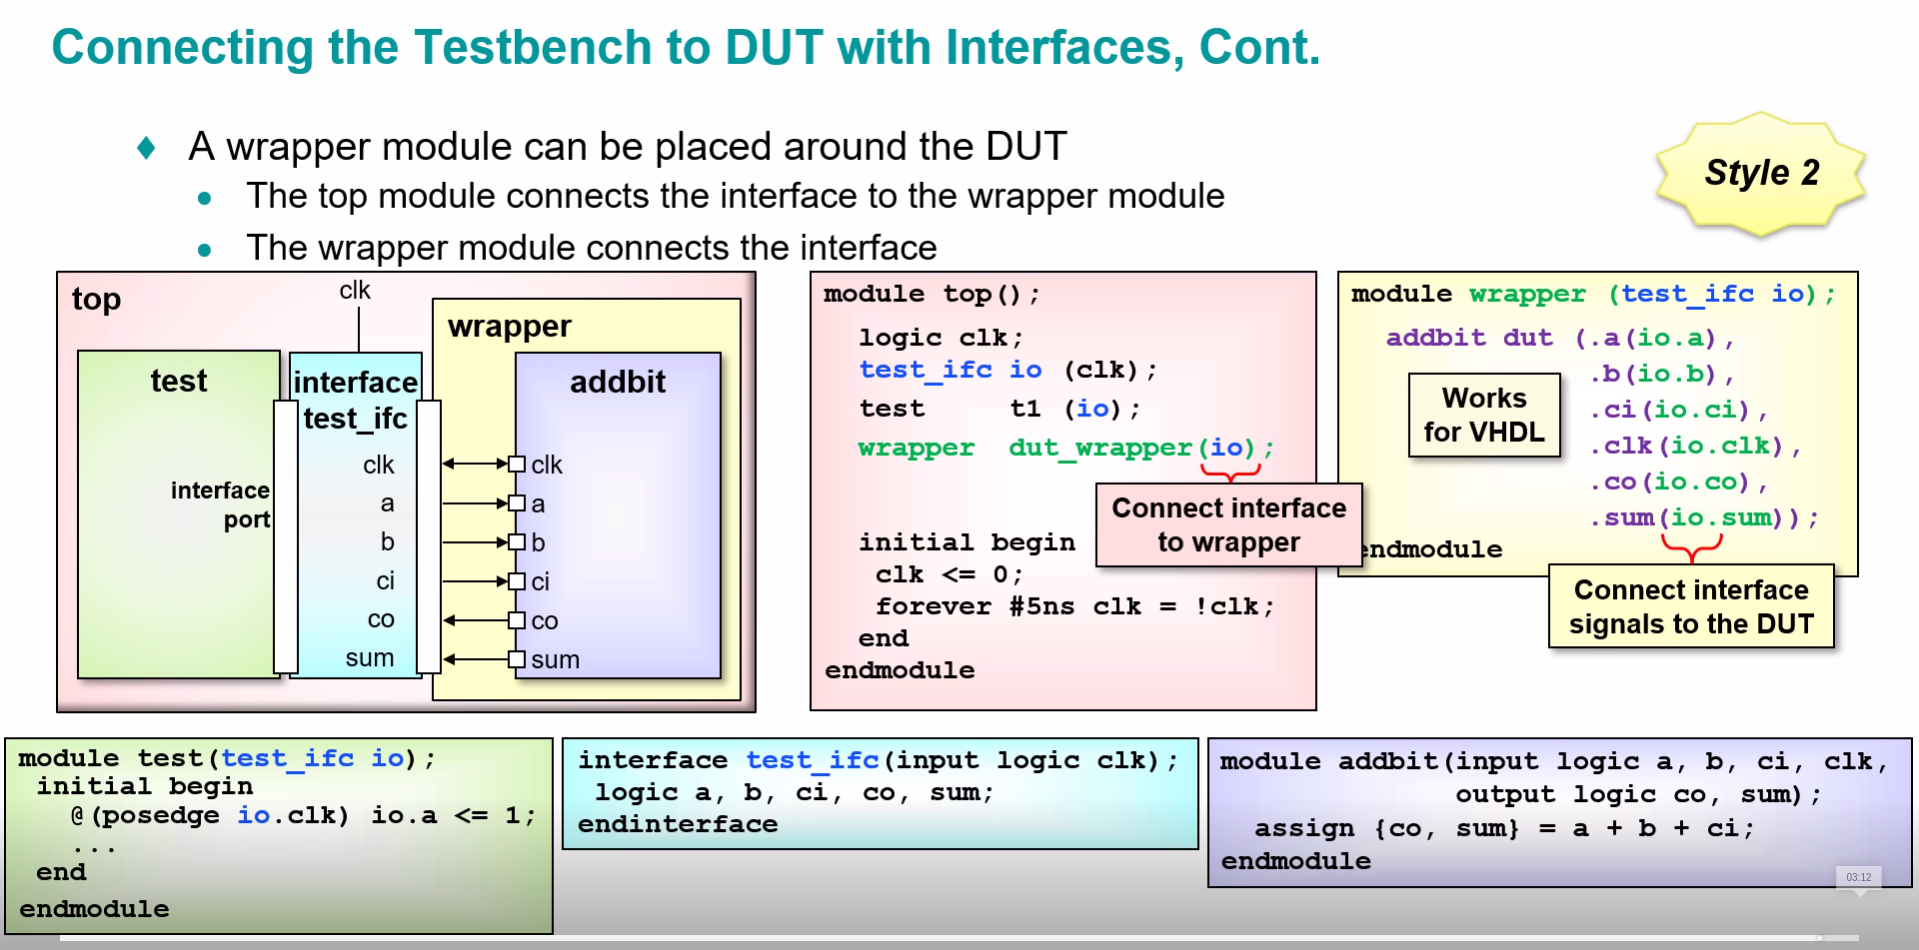 Connecting the Testbench to DUT with Interfaces, Cont.
♦ A wrapper module can be placed around the DUT
• The top module connects the interface to the wrapper module
• The wrapper module connects the interface
Style 2
top
clk
wrapper
test
interface
test_ifc
addbit
interface
port
clk
a
b
ci
co
sum
clk
a
b
ci
co
sum
module top();
logic clk;
test_ifc io (clk);
test t1 (io);
wrapper dut_wrapper(io);
Connect interface
to wrapper
initial begin
clk <= 0;
forever #5ns clk = !clk;
end
endmodule
module wrapper (test_ifc io);
addbit dut (.a(io.a),
.b(io.b),
.ci(io.ci),
.clk(io.clk),
.co(io.co),
.sum(io.sum));
endmodule
Works
for VHDL
Connect interface
signals to the DUT
module test(test_ifc io);
initial begin
@(posedge io.clk) io.a <= 1;
...
end
endmodule
interface test_ifc(input logic clk);
logic a, b, ci, co, sum;
endinterface
module addbit(input logic a, b, ci, clk,
output logic co, sum);
assign {co, sum} = a + b + ci;
endmodule
03:12